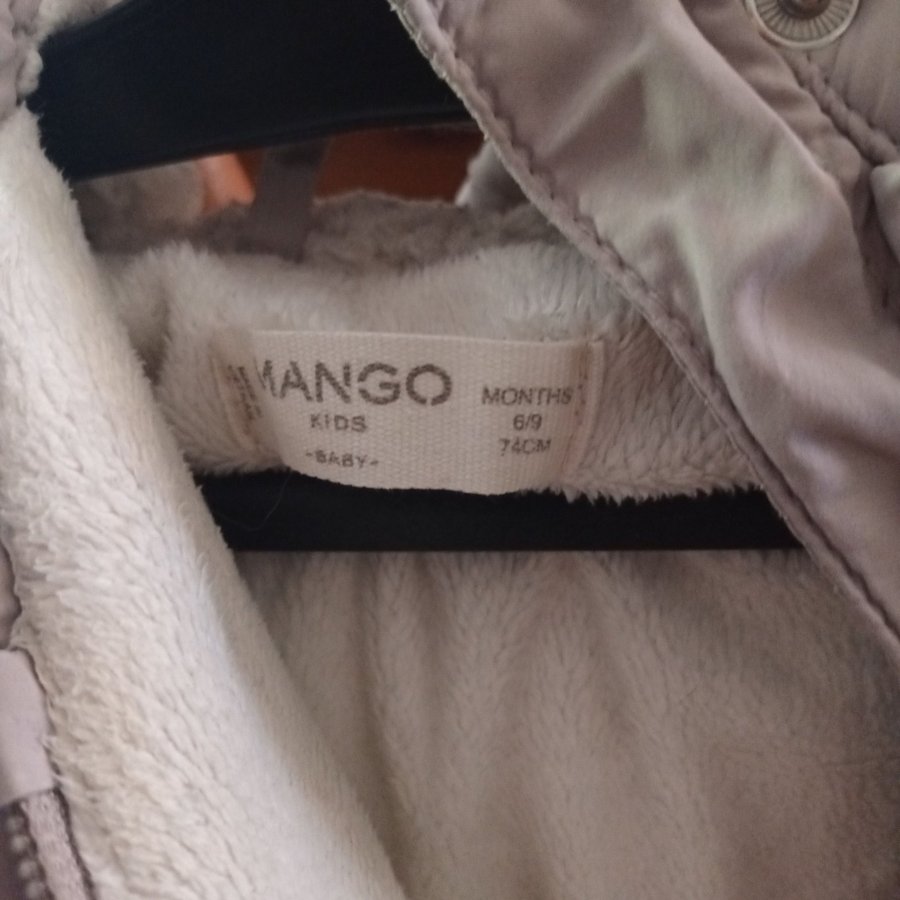 MANGO
KIDS
-BABY-
MONTHS
6/9
74CM